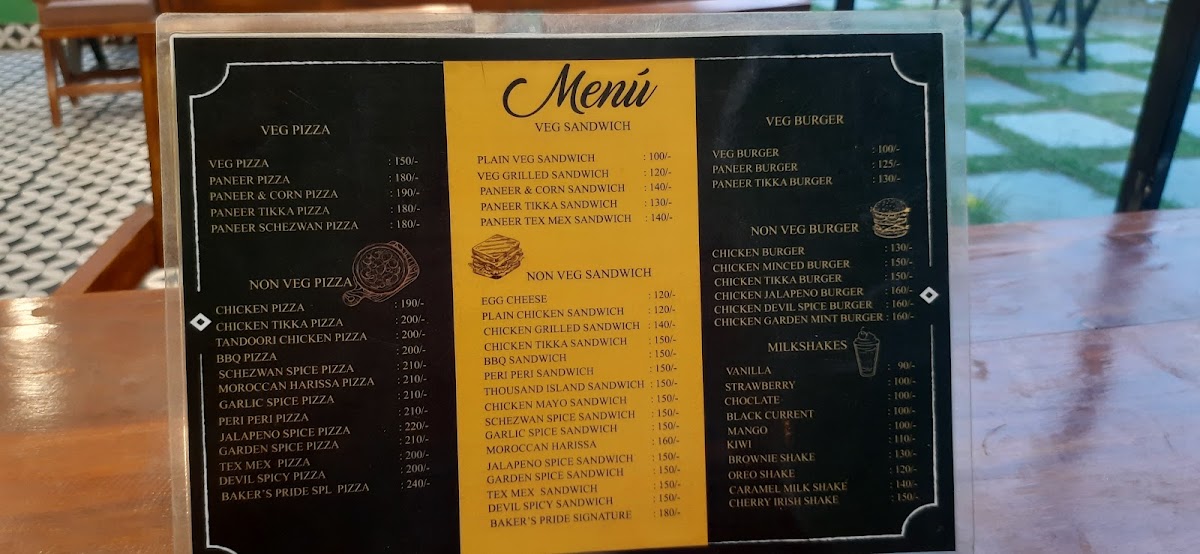 Menú
VEG PIZZA
VEG PIZZA : 150/-
PANEER PIZZA : 180/-
PANEER & CORN PIZZA : 190/-
PANEER TIKKA PIZZA : 180/-
PANEER SCHEZWAN PIZZA : 180/-
NON VEG PIZZA
CHICKEN PIZZA : 190/-
CHICKEN TIKKA PIZZA : 200/-
TANDOORI CHICKEN PIZZA : 200/-
BBQ PIZZA : 200/-
SCHEZWAN SPICE PIZZA : 210/-
MOROCCAN HARISSA PIZZA : 210/-
GARLIC SPICE PIZZA : 210/-
PERI PERI PIZZA : 210/-
JALAPENO SPICE PIZZA : 220/-
GARDEN SPICE PIZZA : 210/-
TEX MEX PIZZA : 200/-
DEVIL SPICY PIZZA : 200/-
BAKER´S PRIDE SPL PIZZA : 240/-
VEG SANDWICH
PLAIN VEG SANDWICH : 100/-
VEG GRILLED SANDWICH : 120/-
PANEER & CORN SANDWICH : 140/-
PANEER TIKKA SANDWICH : 130/-
PANEER TEX MEX SANDWICH : 140/-
NON VEG SANDWICH
EGG CHEESE : 120/-
PLAIN CHICKEN SANDWICH : 120/-
CHICKEN GRILLED SANDWICH : 140/-
CHICKEN TIKKA SANDWICH : 150/-
BBQ SANDWICH : 150/-
PERI PERI SANDWICH : 150/-
THOUSAND ISLAND SANDWICH : 150/-
CHICKEN MAYO SANDWICH : 150/-
SCHEZWAN SPICE SANDWICH : 150/-
GARLIC SPICE SANDWICH : 150/-
MOROCCAN HARISSA : 160/-
JALAPENO SPICE SANDWICH : 150/-
GARDEN SPICE SANDWICH : 150/-
TEX MEX SANDWICH : 150/-
DEVIL SPICY SANDWICH : 150/-
BAKER´S PRIDE SIGNATURE : 180/-
VEG BURGER
VEG BURGER : 100/-
PANEER BURGER : 125/-
PANEER TIKKA BURGER : 130/-
NON VEG BURGER
CHICKEN BURGER : 130/-
CHICKEN MINCED BURGER : 150/-
CHICKEN TIKKA BURGER : 150/-
CHICKEN JALAPENO BURGER : 160/-
CHICKEN DEVIL SPICE BURGER : 160/-
CHICKEN GARDEN MINT BURGER : 160/-
MILKSHAKES
VANILLA : 90/-
STRAWBERRY : 100/-
CHOCLATE : 100/-
BLACK CURRENT : 100/-
MANGO : 100/-
KIWI : 110/-
BROWNIE SHAKE : 130/-
OREO SHAKE : 120/-
CARAMEL MILK SHAKE : 140/-
CHERRY IRISH SHAKE : 150/-